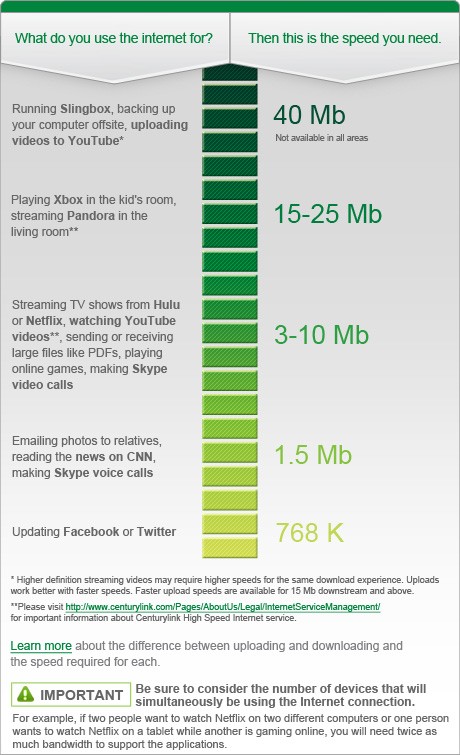 What do you use the internet for?
Then this is the speed you need.
Running Slingbox, backing up
your computer offsite, uploading
videos to YouTube*
40 Mb
Not available in all areas
Playing Xbox in the kid's room,
streaming Pandora in the
living room**
15-25 Mb
Streaming TV shows from Hulu
or Netflix, watching YouTube
videos**, sending or receiving
large files like PDFs, playing
online games, making Skype
video calls
3-10 Mb
Emailing photos to relatives,
reading the news on CNN,
making Skype voice calls
1.5 Mb
Updating Facebook or Twitter
768 K
* Higher definition streaming videos may require higher speeds for the same download experience. Uploads
work better with faster speeds. Faster upload speeds are available for 15 Mb downstream and above.
**Please visit http://www.centurylink.com/Pages/AboutUs/Legal/InternetServiceManagement/
for important information about Centurylink High Speed Internet service.
Learn more about the difference between uploading and downloading and
the speed required for each.
IMPORTANT
Be sure to consider the number of devices that will
simultaneously be using the Internet connection.
For example, if two people want to watch Netflix on two different computers or one person
wants to watch Netflix on a tablet while another is gaming online, you will need twice as
much bandwidth to support the applications.